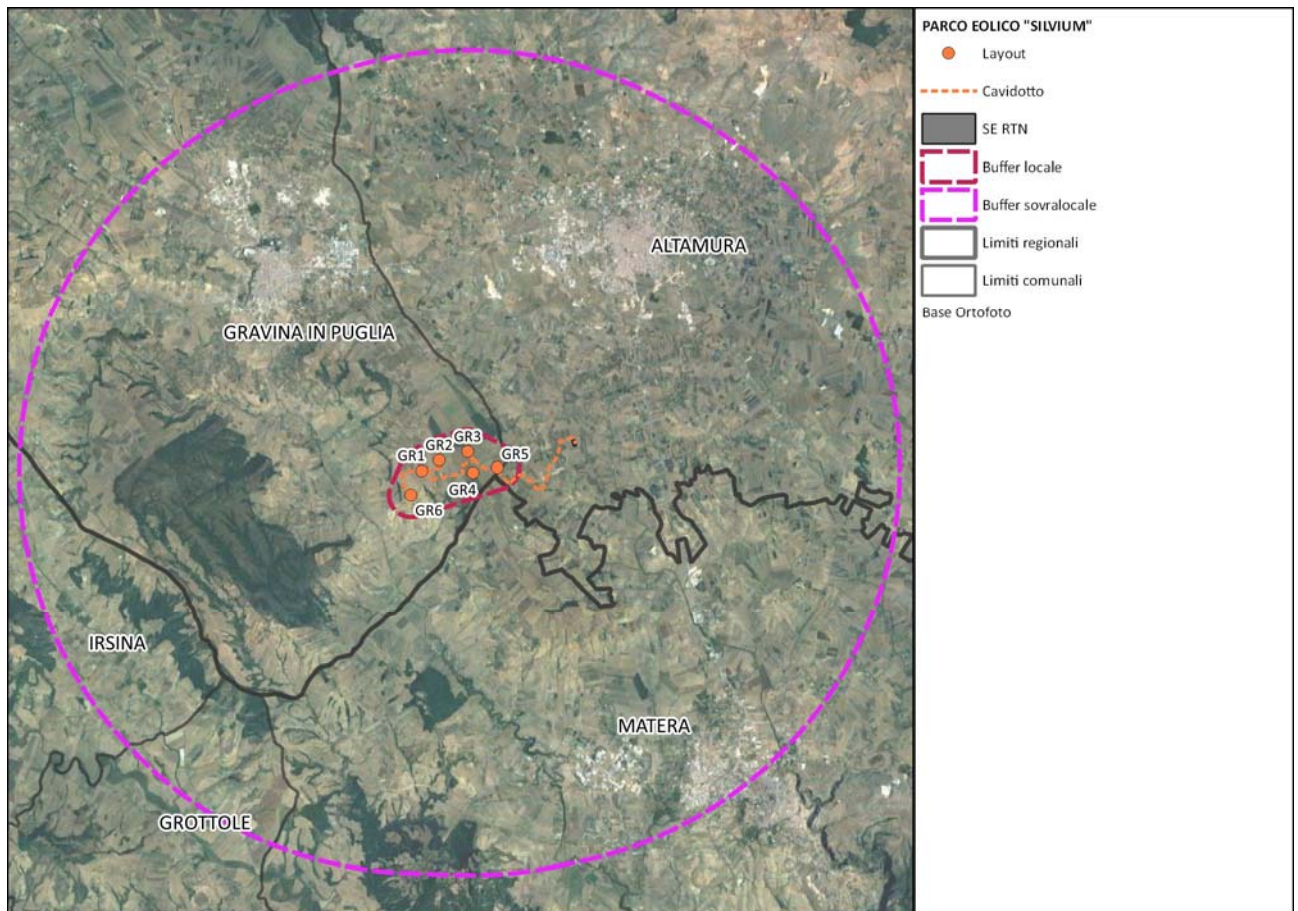 PARCO EOLICO "SILVIUM"
Layout
Cavidotto
SE RTN
Buffer locale
Buffer sovralocale
Limiti regionali
Limiti comunali
Base Ortofoto
ALTAMURA
GRAVINA IN PUGLIA
GR3
GR2
GR1
GR5
GR4
GR6
IRSINA
MATERA
GROTTOLE